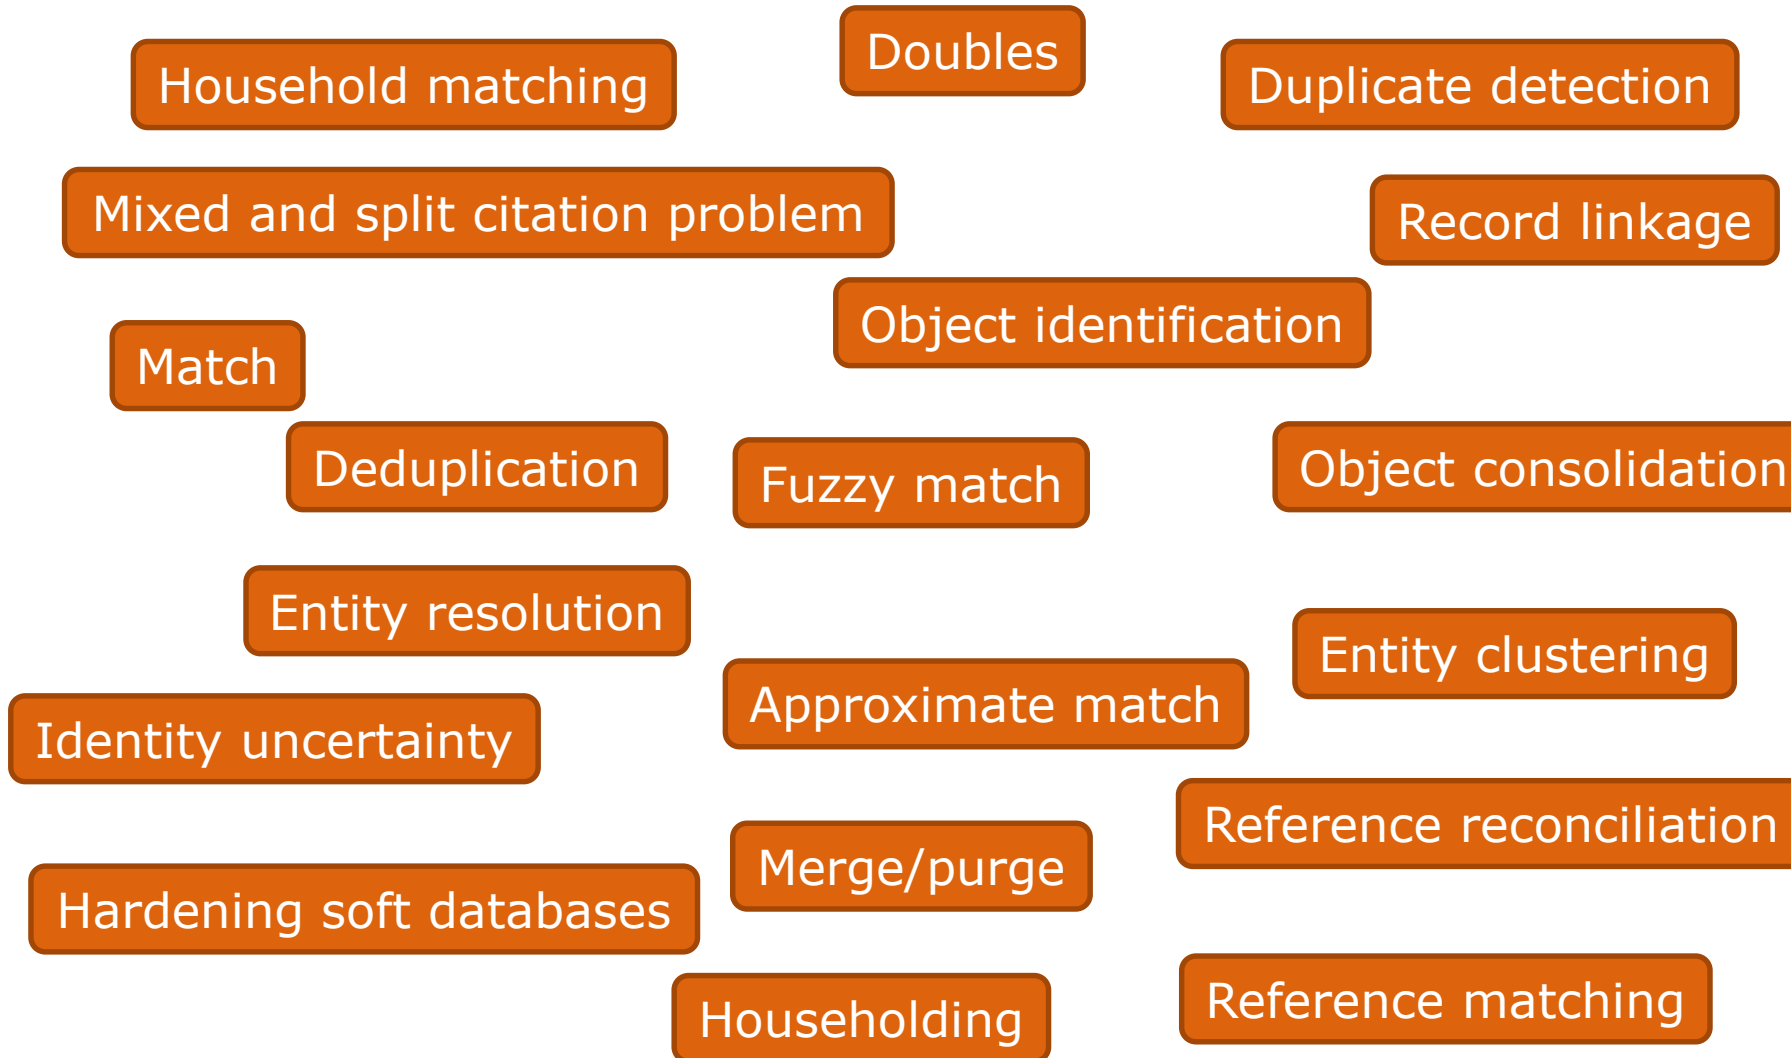 Doubles
Household matching
Duplicate detection
Mixed and split citation problem
Record linkage
Object identification
Match
Deduplication
Fuzzy match
Object consolidation
Entity resolution
Entity clustering
Approximate match
Identity uncertainty
Reference reconciliation
Merge/purge
Hardening soft databases
Reference matching
Householding